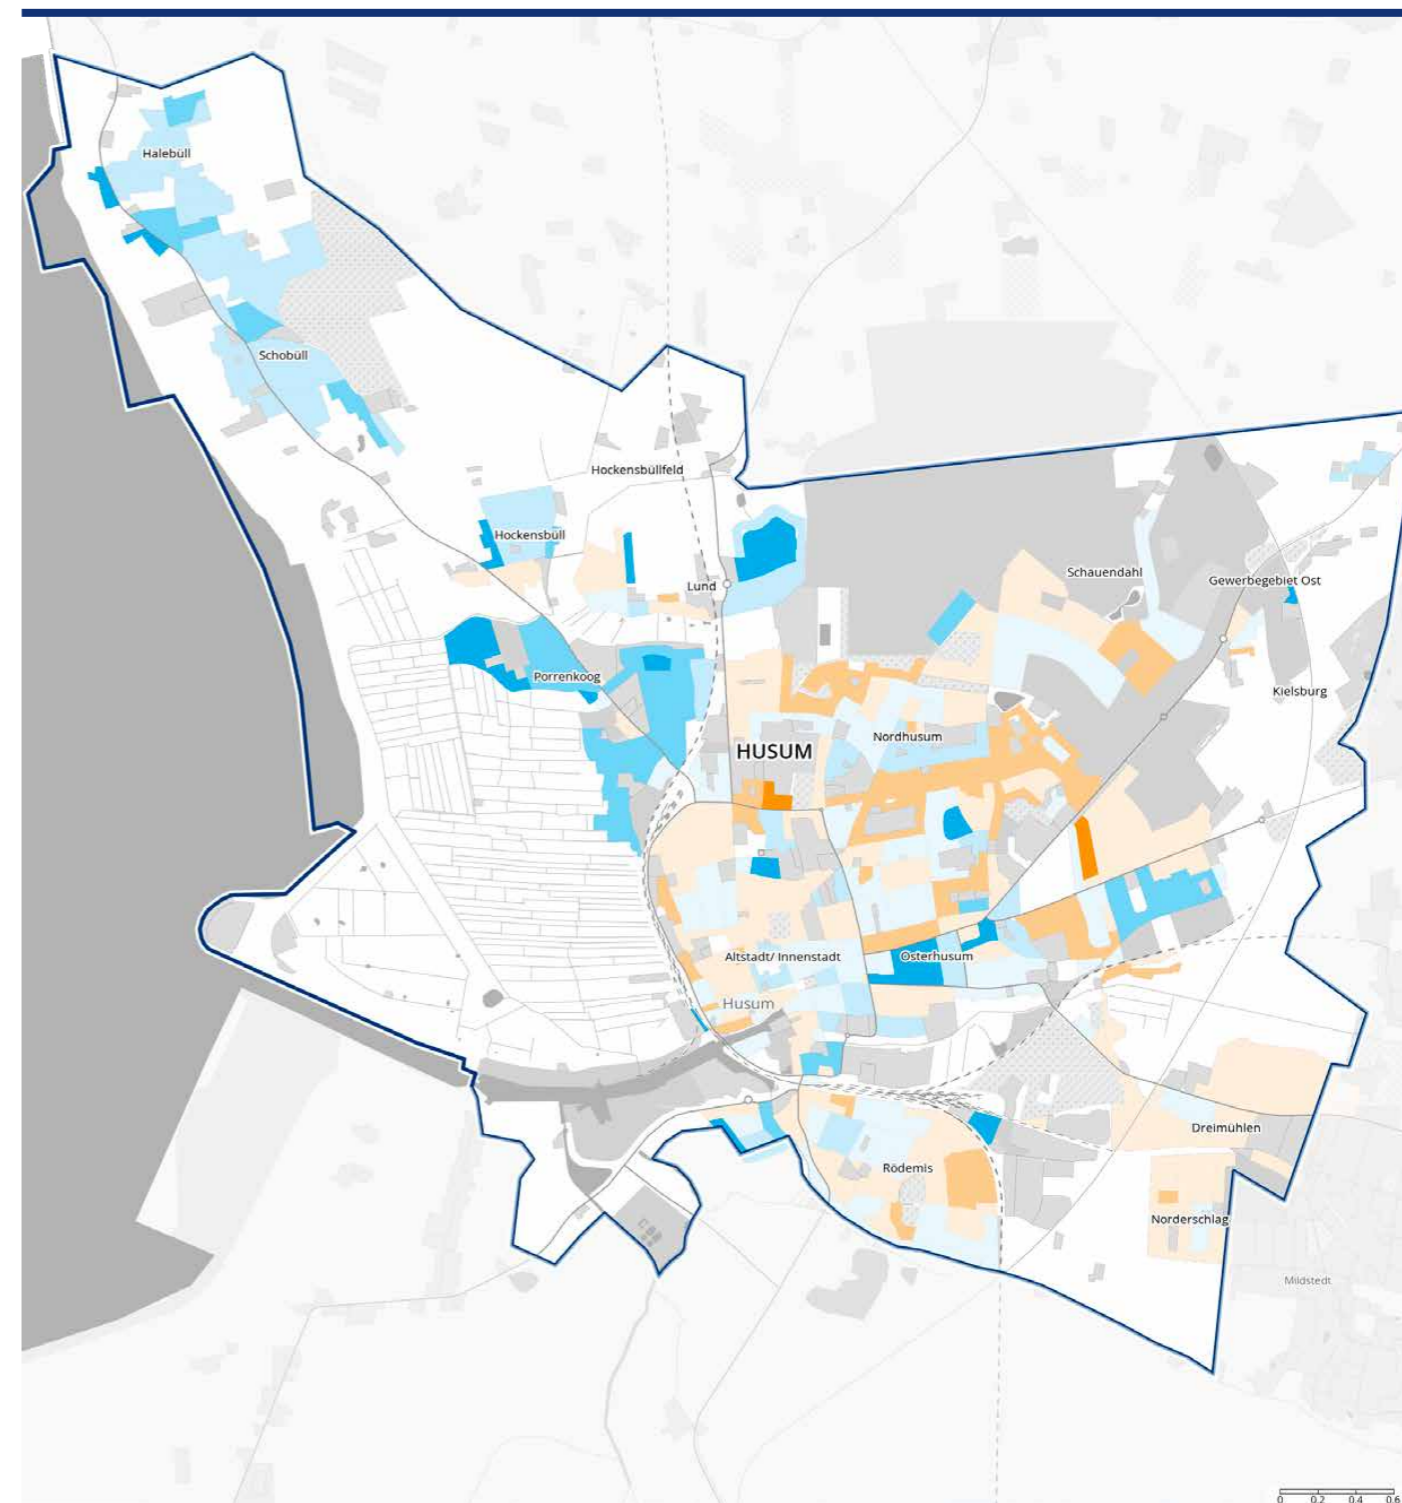 Halebüll
Schobüll
Hockensbüllfeld
Hockensbüll
Lund
Schauendahl
Gewerbegebiet Ost
Porrenkoog
Kielsburg
Nordhusum
HUSUM
Altstadt/ Innenstadt
Osterhusum
Husum
Dreimühlen
Rödemis
Norderschlag
Mildstedt
0 0.2 0.4 0.6